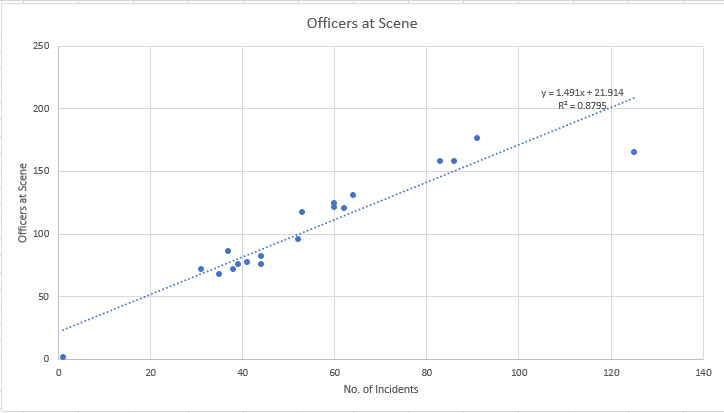 Officers at Scene
250
200
150
100
50
0
Officers at Scene
y = 1.491x + 21.914
R² = 0.8795
0 20 40 60 80 100 120 140
No. of Incidents